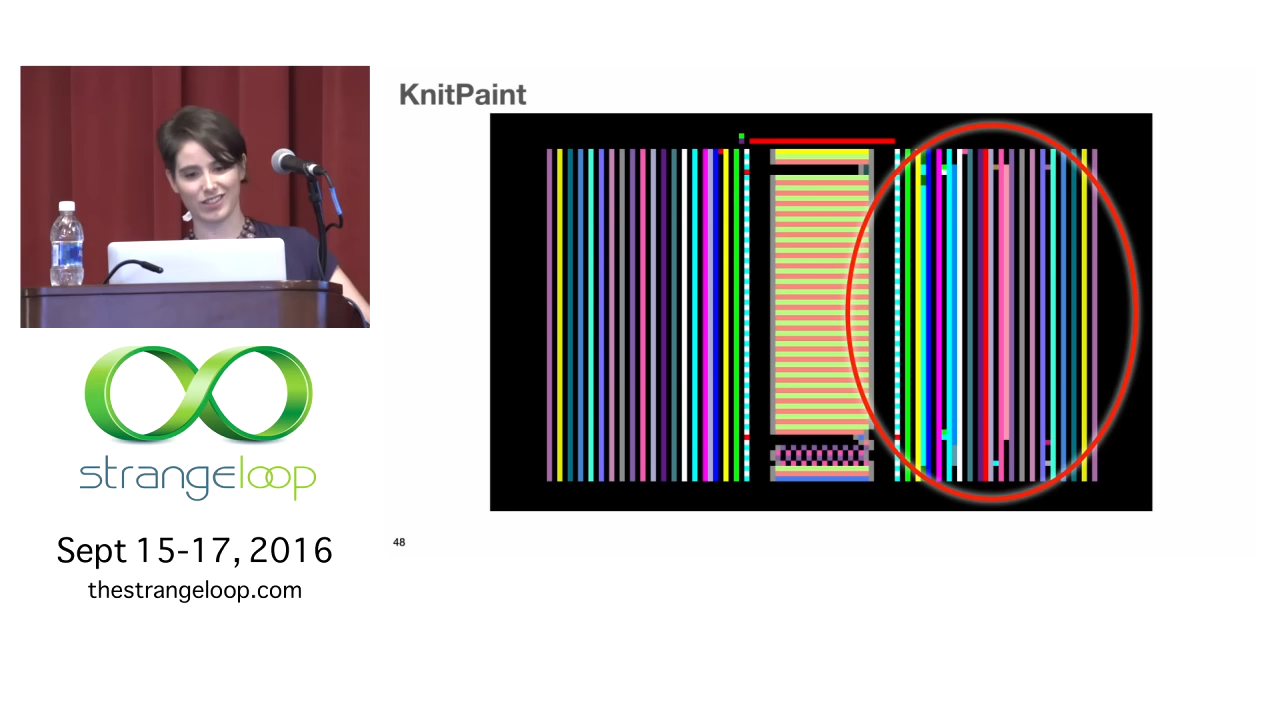 KnitPaint
48
strangeloop
Sept 15-17, 2016
thestrangeloop.com